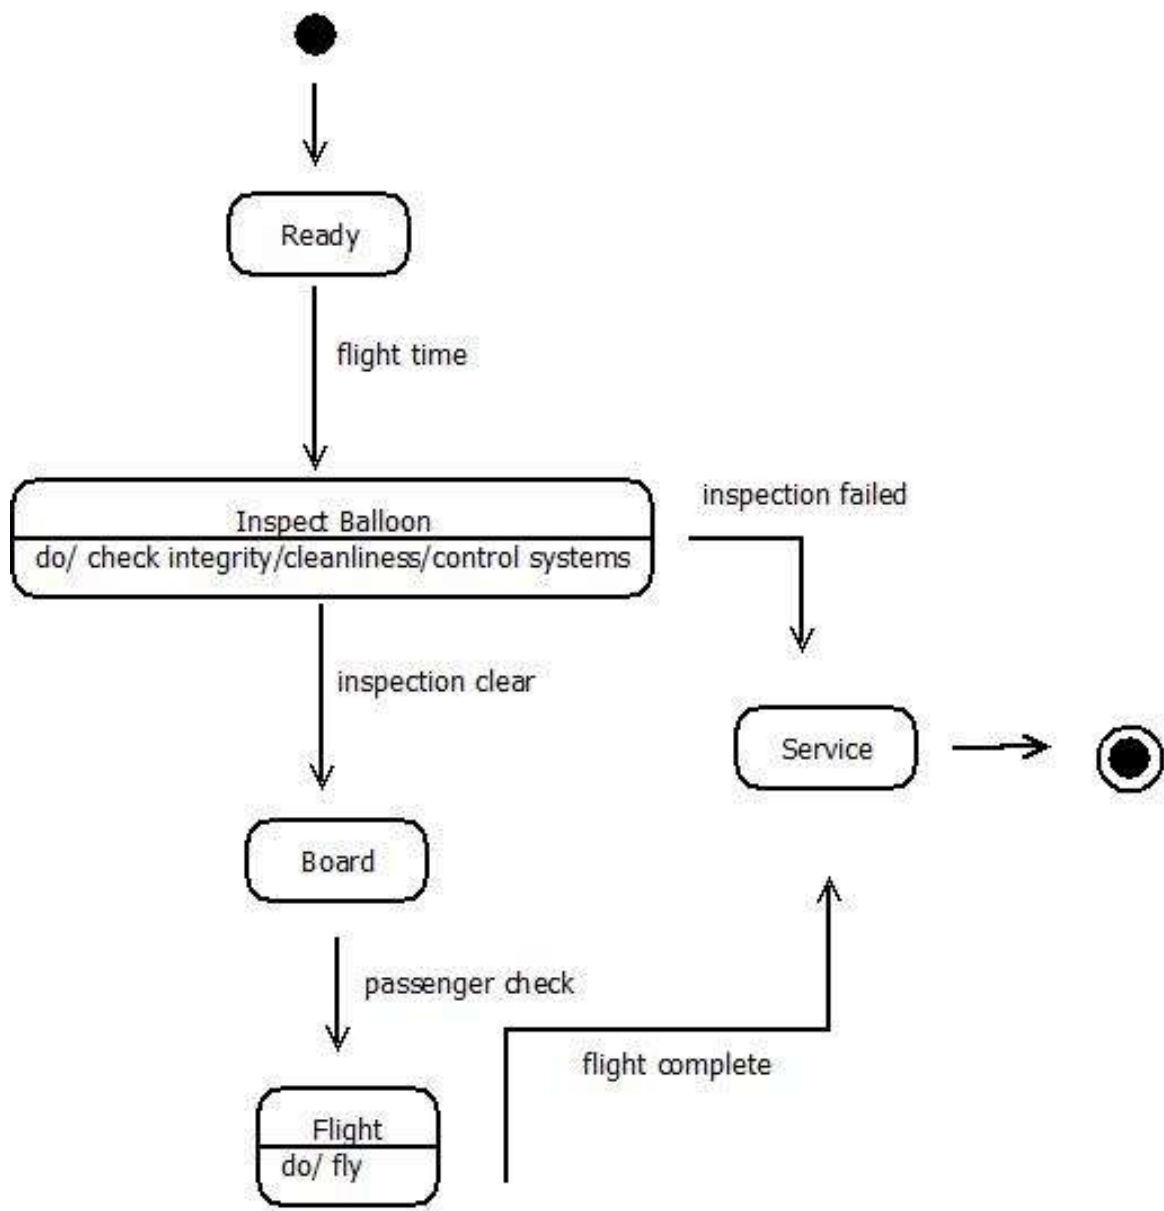 Ready
flight time
Inspect Balloon
do/ check integrity/cleanliness/control systems
inspection failed
inspection clear
Service
Board
passenger check
flight complete
Flight
do/ fly